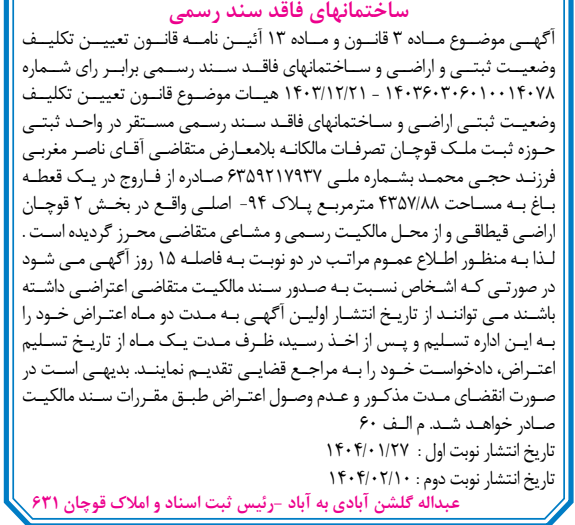 ساختمانهای فاقد سند رسمی
آگهی موضوع ماده ۳ قانون و ماده ۱۳ آئین نامه قانون تعیین تکلیف
وضعیت ثبتی و اراضی و ساختمانهای فاقد سند رسمی برابر رای شماره
۱۴۰۳۶۰۳۰۶۰۱۰۰۱۴۰۷۸ - ۱۴۰۳/۱۲/۲۱ هیات موضوع قانون تعیین تکلیف
وضعیت ثبتی اراضی و ساختمانهای فاقد سند رسمی مستقر در واحد ثبتی
حوزه ثبت ملک قوچان تصرفات مالکانه بلامعارض متقاضی آقای ناصر مغربی
فرزند حجی محمد بشماره ملی ۶۳۵۹۲۱۷۹۳۷ صادره از فاروج در یک قطعه
باغ به مساحت ۴۳۵۷/۸۸ مترمربع پلاک ۹۴- اصلی واقع در بخش ۲ قوچان
اراضی قیطاقی و از محل مالکیت رسمی و مشاعی متقاضی محرز گردیده است .
لذا به منظور اطلاع عموم مراتب در دو نوبت به فاصله ۱۵ روز آگهی می شود
در صورتی که اشخاص نسبت به صدور سند مالکیت متقاضی اعتراضی داشته
باشند می توانند از تاریخ انتشار اولین آگهی به مدت دو ماه اعتراض خود را
به این اداره تسلیم و پس از اخذ رسید، ظرف مدت یک ماه از تاریخ تسلیم
اعتراض، دادخواست خود را به مراجع قضایی تقدیم نمایند. بدیهی است در
صورت انقضای مدت مذکور و عدم وصول اعتراض طبق مقررات سند مالکیت
صادر خواهد شد. م الف ۶۰
تاریخ انتشار نوبت اول : ۱۴۰۴/۰۱/۲۷
تاریخ انتشار نوبت دوم : ۱۴۰۴/۰۲/۱۰
عبداله گلشن آبادی به آباد -رئیس ثبت اسناد و املاک قوچان ۶۳۱